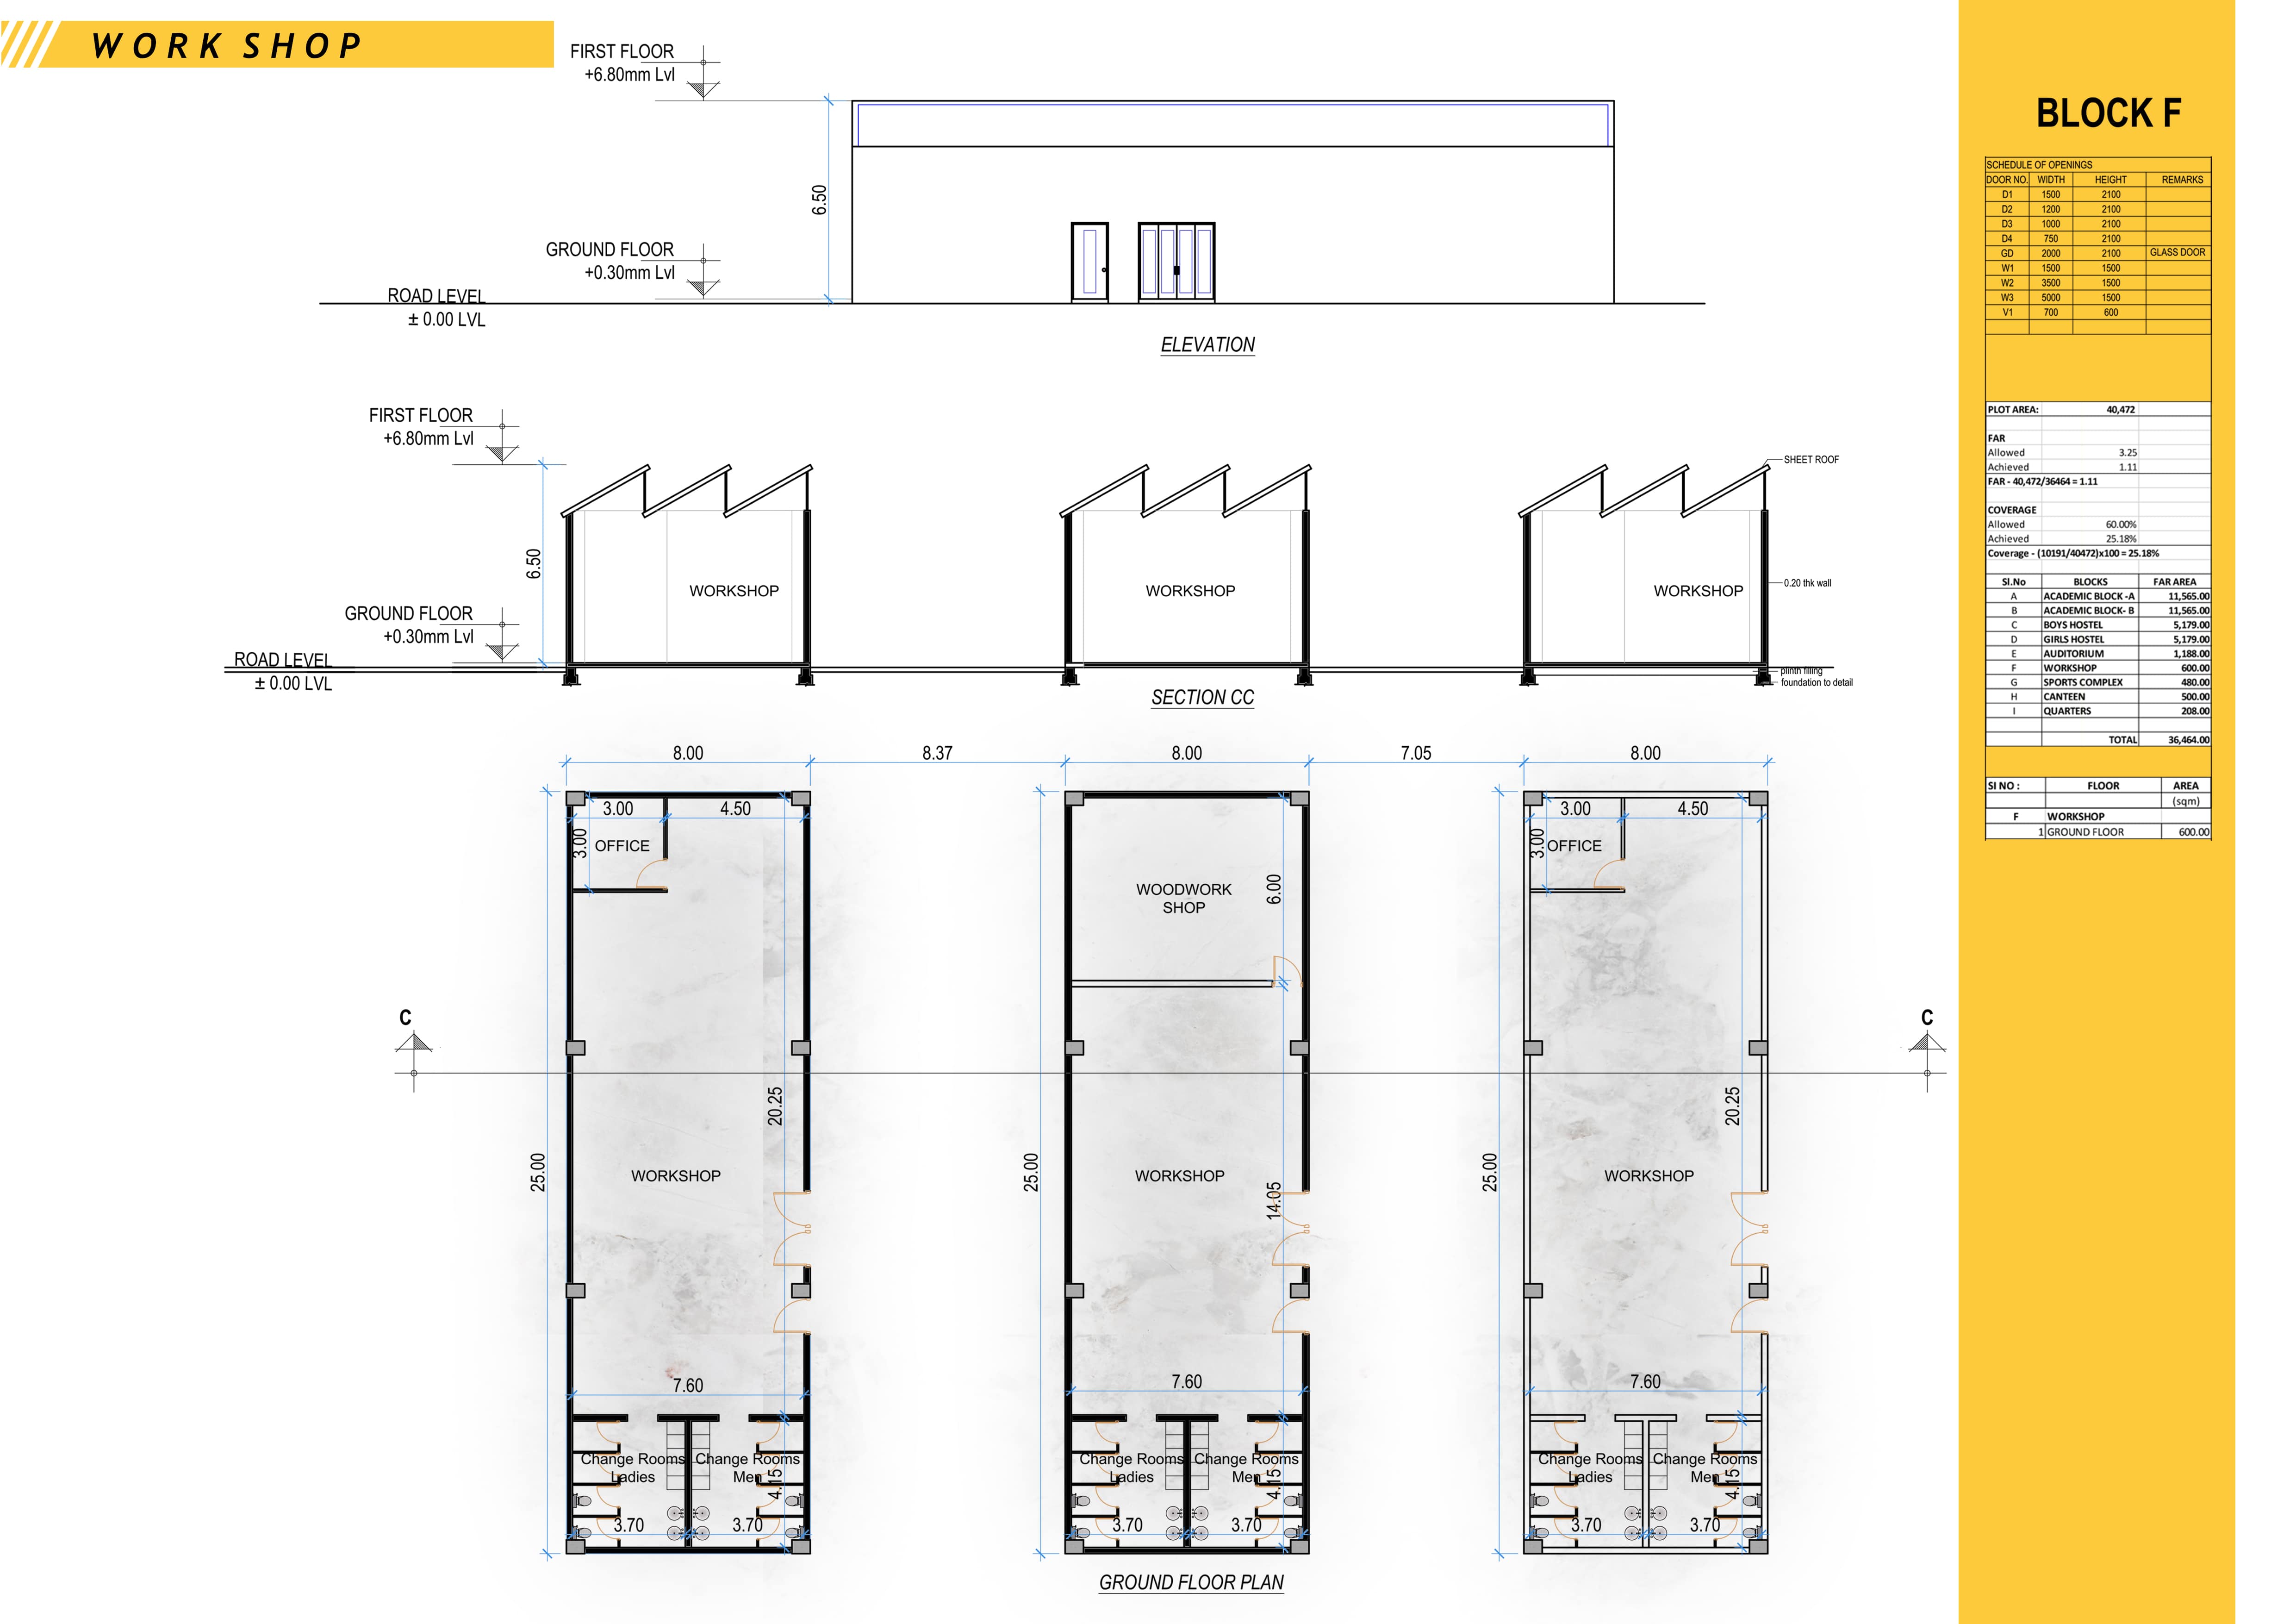 WORK SHOP
FIRST FLOOR
+6.80mm Lvl
6.50
GROUND FLOOR
+0.30mm Lvl
ROAD LEVEL
± 0.00 LVL
ELEVATION
FIRST FLOOR
+6.80mm Lvl
SHEET ROOF
6.50
WORKSHOP WORKSHOP WORKSHOP
0.20 thk wall
GROUND FLOOR
+0.30mm Lvl
ROAD LEVEL
± 0.00 LVL
plinth filling
foundation to detail
SECTION CC
8.00 8.37 8.00 7.05 8.00
3.00 4.50 3.00 4.50
3.00 OFFICE 3.00 OFFICE
WOODWORK
SHOP
6.00
C C
20.25 20.25
25.00 25.00 25.00
WORKSHOP WORKSHOP WORKSHOP
14.05
7.60 7.60 7.60
Change Rooms Change Rooms Change Rooms Change Rooms Change Rooms Change Rooms
Ladies Men Ladies Men Ladies Men
4.15 4.15 4.15
3.70 3.70 3.70 3.70 3.70 3.70
GROUND FLOOR PLAN
BLOCK F
SCHEDULE OF OPENINGS
DOOR NO. WIDTH HEIGHT REMARKS
D1 1500 2100
D2 1200 2100
D3 1000 2100
D4 750 2100
GD 2000 2100 GLASS DOOR
W1 1500 1500
W2 3500 1500
W3 5000 1500
V1 700 600
PLOT AREA: 40,472
FAR
Allowed 3.25
Achieved 1.11
FAR - 40,472/36464 = 1.11
COVERAGE
Allowed 60.00%
Achieved 25.18%
Coverage - (10191/40472)x100 = 25.18%
Sl.No BLOCKS FAR AREA
A ACADEMIC BLOCK -A 11,565.00
B ACADEMIC BLOCK- B 11,565.00
C BOYS HOSTEL 5,179.00
D GIRLS HOSTEL 5,179.00
E AUDITORIUM 1,188.00
F WORKSHOP 600.00
G SPORTS COMPLEX 480.00
H CANTEEN 500.00
I QUARTERS 208.00
TOTAL 36,464.00
SI NO : FLOOR AREA
(sqm)
F WORKSHOP
1 GROUND FLOOR 600.00